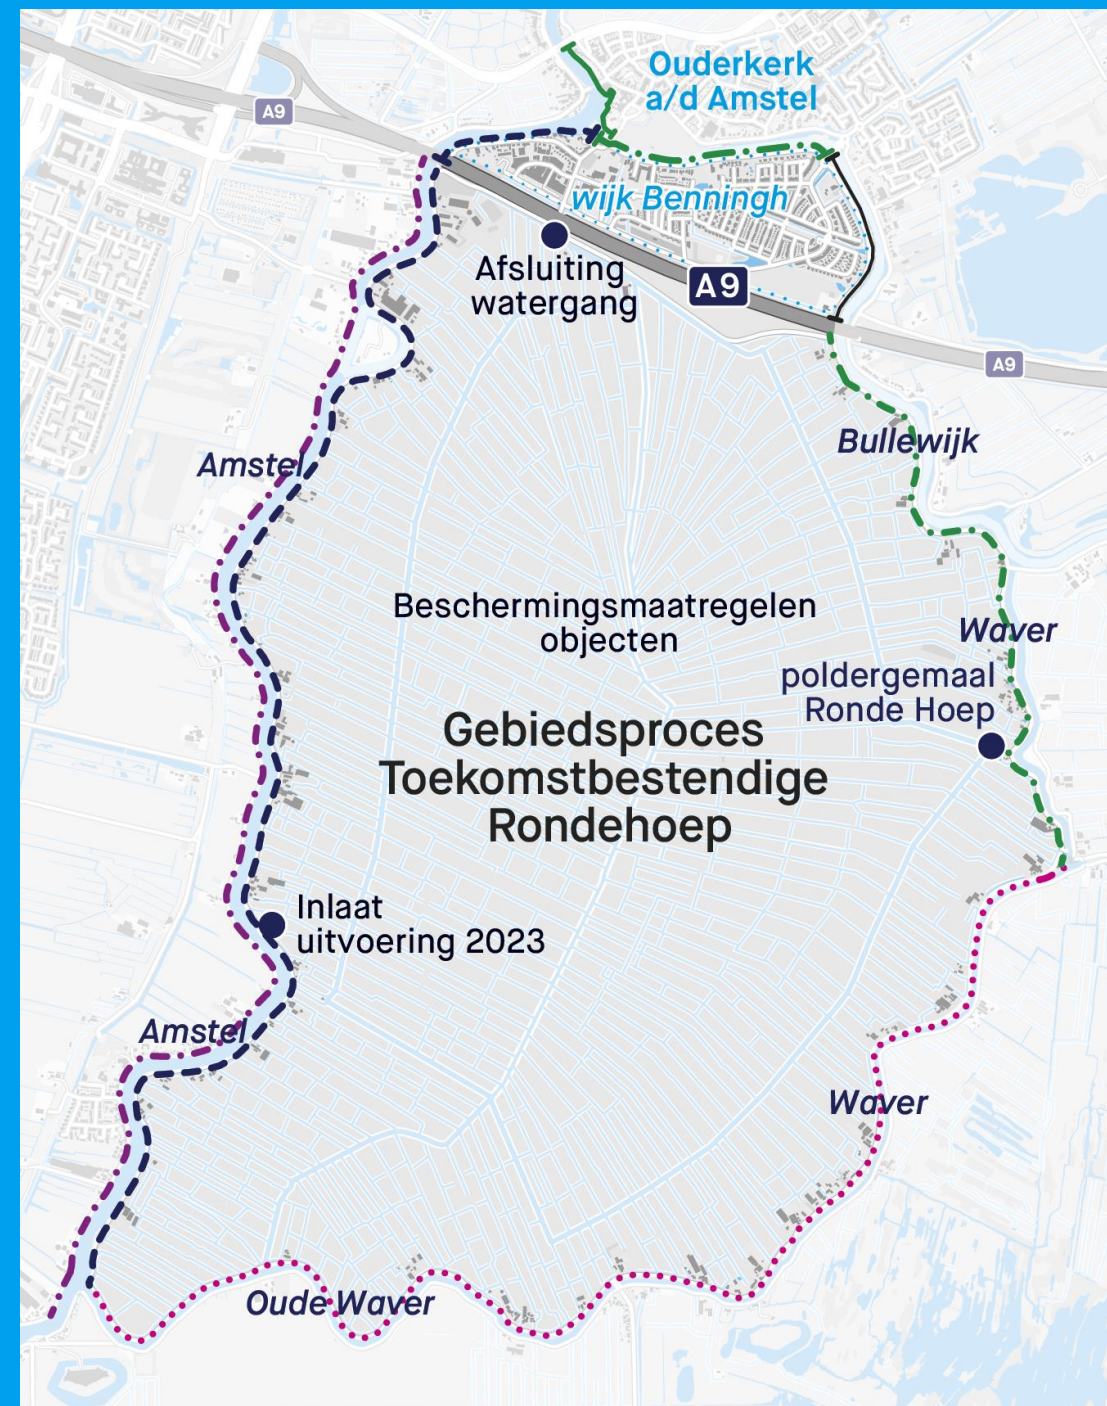 Ouderkerk
a/d Amstel
A9
wijk Benningh
Afsluiting
watergang
A9
A9
Bullewijk
Amstel
Beschermingsmaatregelen
objecten
Waver
poldergemaal
Ronde Hoep
Gebiedsproces
Toekomstbestendige
Rondehoep
Inlaat
uitvoering 2023
Amstel
Waver
Oude Waver